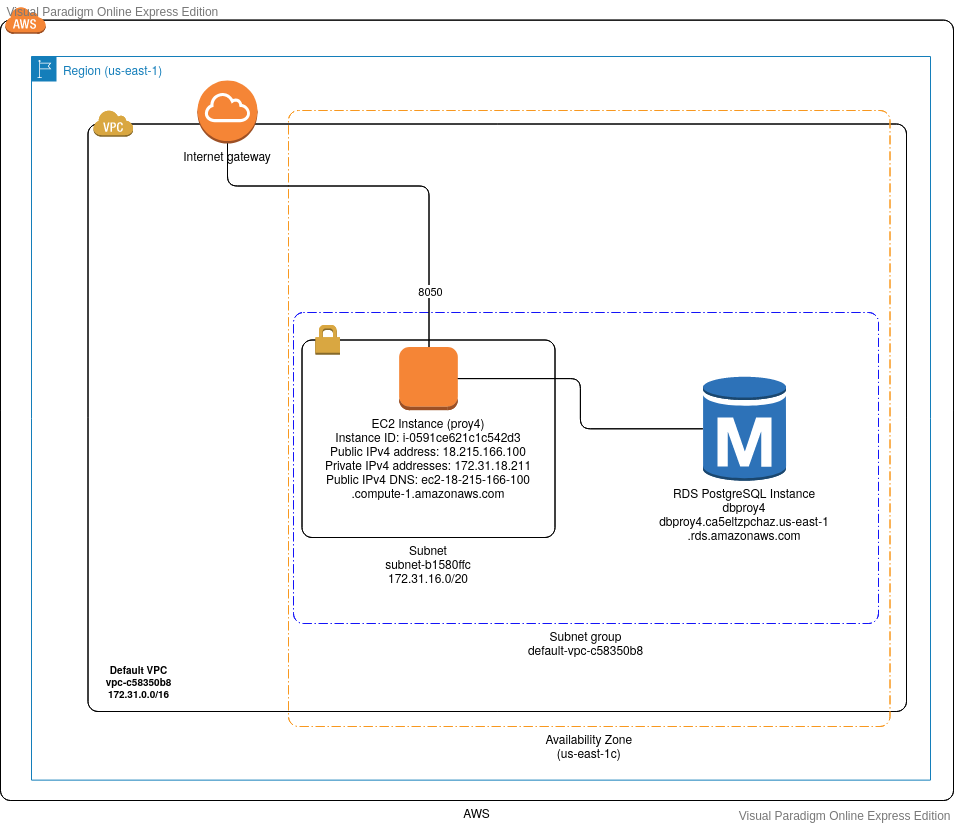 Visual Paradigm Online Express Edition
AWS
Region (us-east-1)
VPC
Internet gateway
8050
EC2 Instance (proy4)
Instance ID: i-0591ce621c1c542d3
Public IPv4 address: 18.215.166.100
Private IPv4 addresses: 172.31.18.211
Public IPv4 DNS: ec2-18-215-166-100
.compute-1.amazonaws.com
M
RDS PostgreSQL Instance
dbproy4
dbproy4.ca5eltzpchaz.us-east-1
.rds.amazonaws.com
Subnet
subnet-b1580ffc
172.31.16.0/20
Subnet group
default-vpc-c58350b8
Default VPC
vpc-c58350b8
172.31.0.0/16
Availability Zone
(us-east-1c)
AWS
Visual Paradigm Online Express Edition